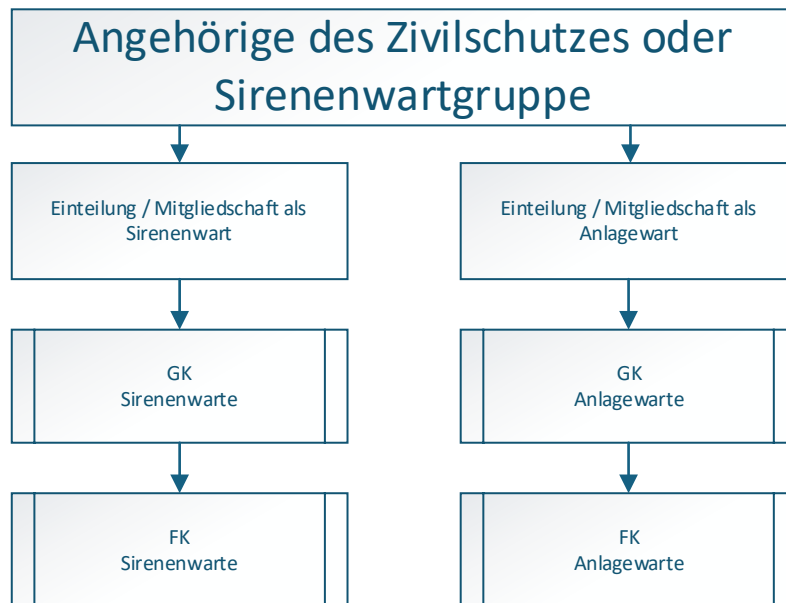 Angehörige des Zivilschutzes oder
Sirenenwartgruppe
Einteilung / Mitgliedschaft als
Sirenenwart
Einteilung / Mitgliedschaft als
Anlagewart
GK
Sirenenwarte
GK
Anlagewarte
FK
Sirenenwarte
FK
Anlagewarte